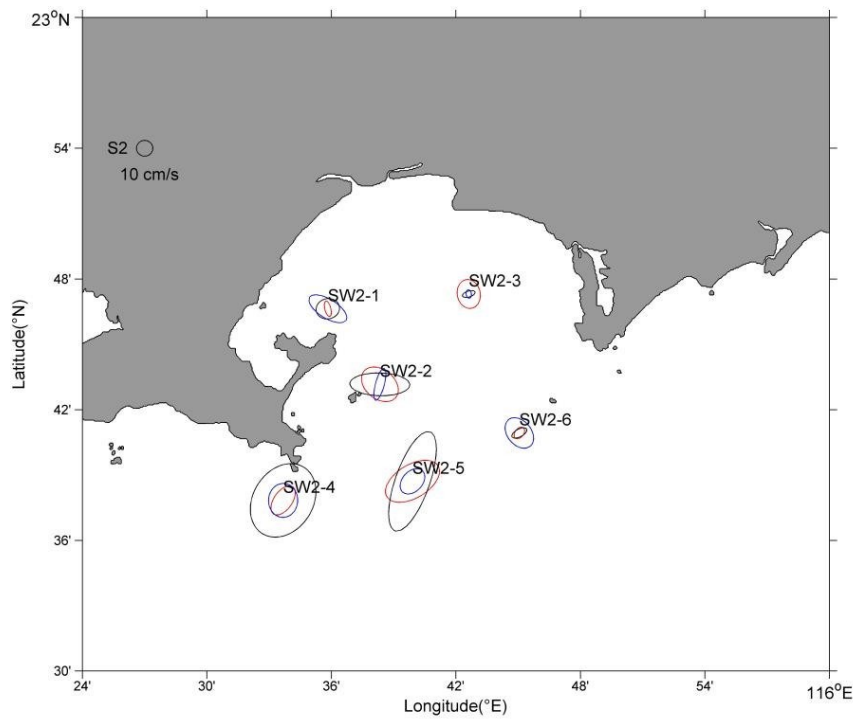 23°N
54'
S2
10 cm/s
48'
SW2-3
SW2-1
SW2-2
42'
SW2-6
SW2-5
SW2-4
36'
30'
24'
30'
36'
42'
48'
54'
116°E
Latitude(°N)
Longitude(°E)